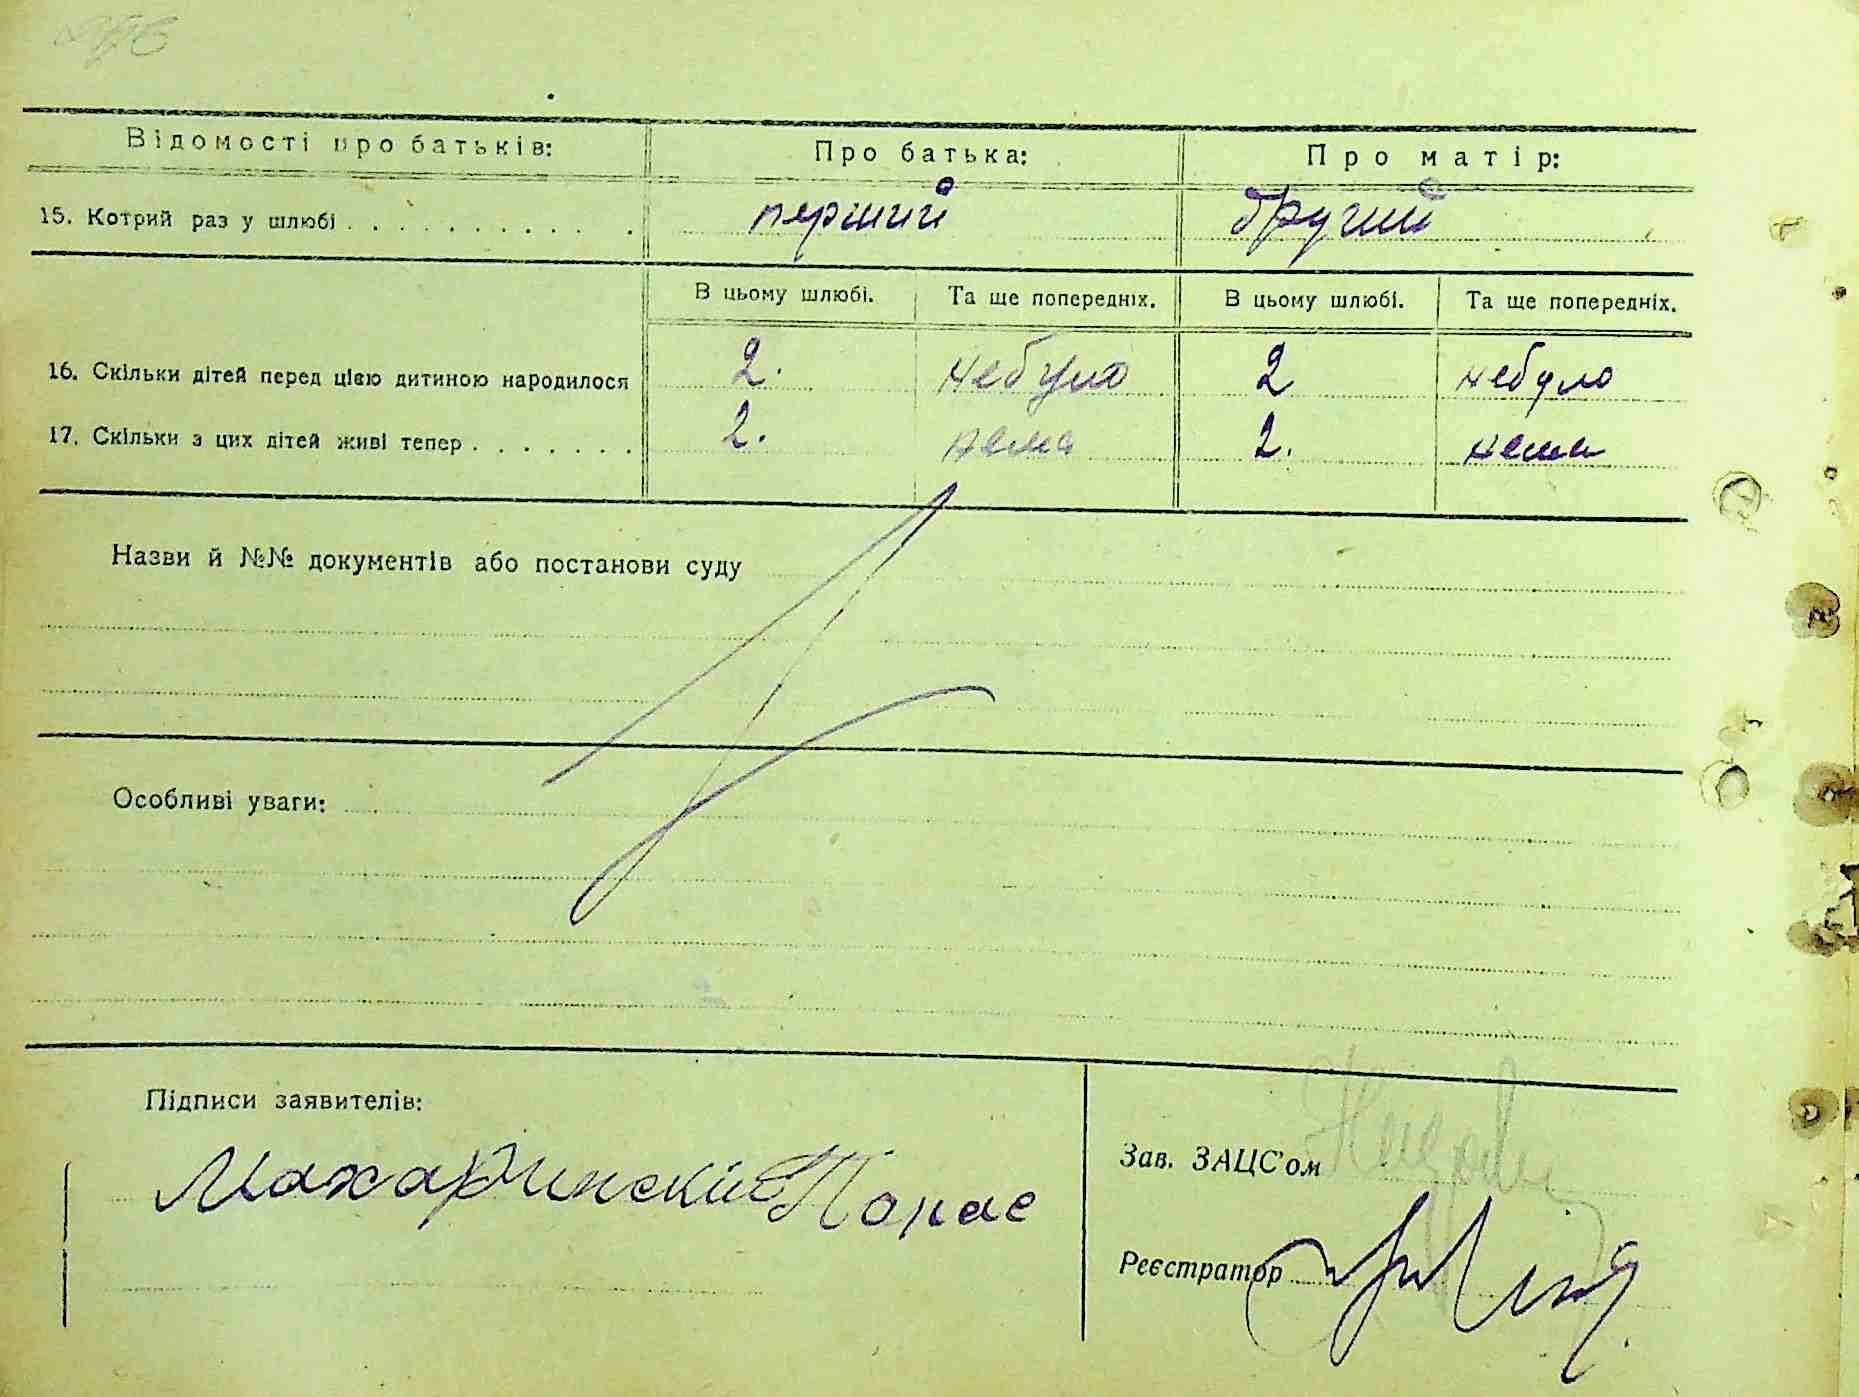 Відомості про батьків: Про батька: Про матір:
15. Котрий раз у шлюбі . . . . . . . . . . . перший другий
В цьому шлюбі. Та ще попередніх. В цьому шлюбі. Та ще попередніх.
16. Скільки дітей перед цією дитиною народилося 2. небуло 2 небуло
17. Скільки з цих дітей живі тепер . . . . . . . 2. нема 2. нема
Назви й №№ документів або постанови суду
Особливі уваги:
Підписи заявителів:
Махаринский Панас
Зав. ЗАЦС'ом
Реєстратор